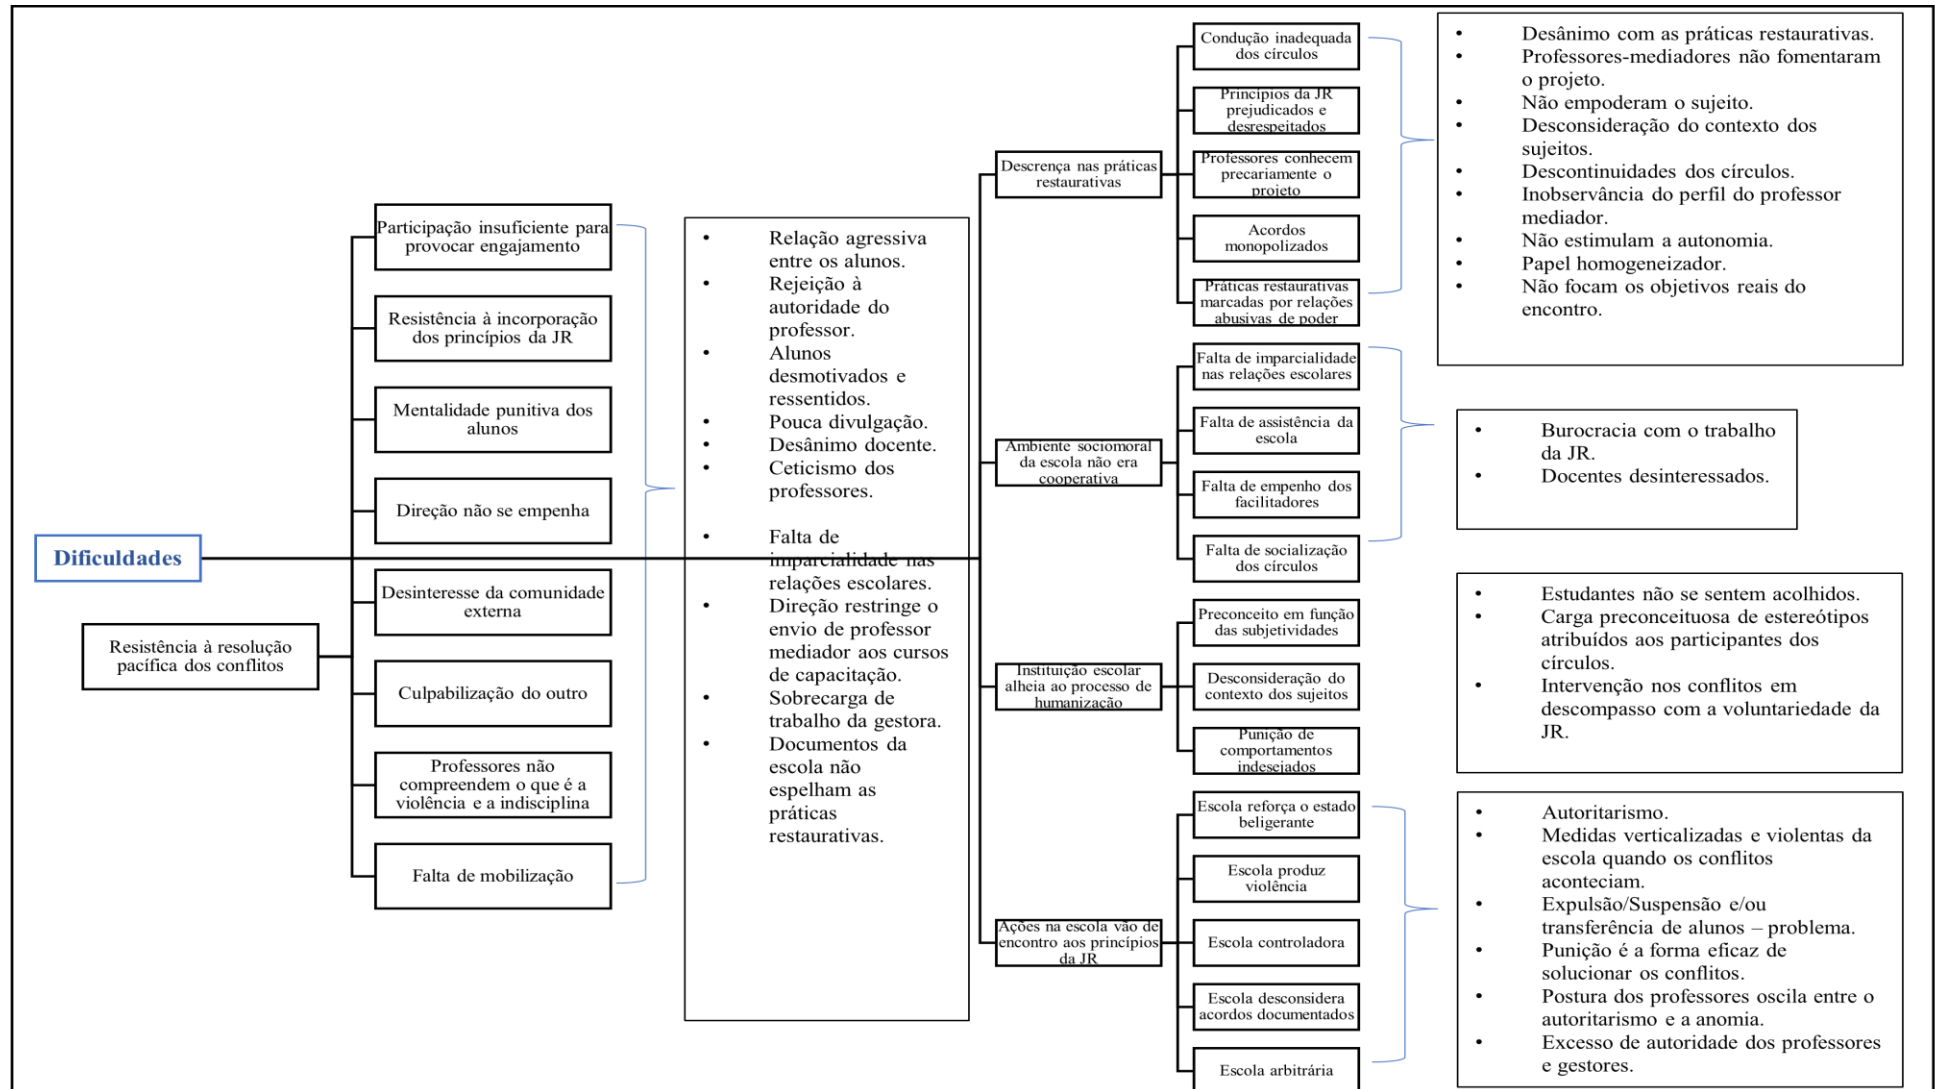 Dificuldades
Resistência à resolução
pacífica dos conflitos
Participação insuficiente para
provocar engajamento
Resistência à incorporação
dos princípios da JR
Mentalidade punitiva dos
alunos
Direção não se empenha
Desinteresse da comunidade
externa
Culpabilização do outro
Professores não
compreendem o que é a
violência e a indisciplina
Falta de mobilização
• Relação agressiva
entre os alunos.
• Rejeição à
autoridade do
professor.
• Alunos
desmotivados e
ressentidos.
• Pouca divulgação.
• Desânimo docente.
• Ceticismo dos
professores.
• Falta de
imparcialidade nas
relações escolares.
• Direção restringe o
envio de professor
mediador aos cursos
de capacitação.
• Sobrecarga de
trabalho da gestora.
• Documentos da
escola não
espelham as
práticas
restaurativas.
Descrença nas práticas
restaurativas
Condução inadequada
dos círculos
Princípios da JR
prejudicados e
desrespeitados
Professores conhecem
precariamente o
projeto
Acordos
monopolizados
Práticas restaurativas
marcadas por relações
abusivas de poder
• Desânimo com as práticas restaurativas.
• Professores-mediadores não fomentaram
o projeto.
• Não empoderam o sujeito.
• Desconsideração do contexto dos
sujeitos.
• Descontinuidades dos círculos.
• Inobservância do perfil do professor
mediador.
• Não estimulam a autonomia.
• Papel homogeneizador.
• Não focam os objetivos reais do
encontro.
Ambiente sociomoral
da escola não era
cooperativa
Falta de imparcialidade
nas relações escolares
Falta de assistência da
escola
Falta de empenho dos
facilitadores
Falta de socialização
dos círculos
• Burocracia com o trabalho
da JR.
• Docentes desinteressados.
Instituição escolar
alheia ao processo de
humanização
Preconceito em função
das subjetividades
Desconsideração do
contexto dos sujeitos
Punição de
comportamentos
indesejados
• Estudantes não se sentem acolhidos.
• Carga preconceituosa de estereótipos
atribuídos aos participantes dos
círculos.
• Intervenção nos conflitos em
descompasso com a voluntariedade da
JR.
Ações na escola vão de
encontro aos princípios
da JR
Escola reforça o estado
beligerante
Escola produz
violência
Escola controladora
Escola desconsidera
acordos documentados
Escola arbitrária
• Autoritarismo.
• Medidas verticalizadas e violentas da
escola quando os conflitos
aconteciam.
• Expulsão/Suspensão e/ou
transferência de alunos – problema.
• Punição é a forma eficaz de
solucionar os conflitos.
• Postura dos professores oscila entre o
autoritarismo e a anomia.
• Excesso de autoridade dos professores
e gestores.